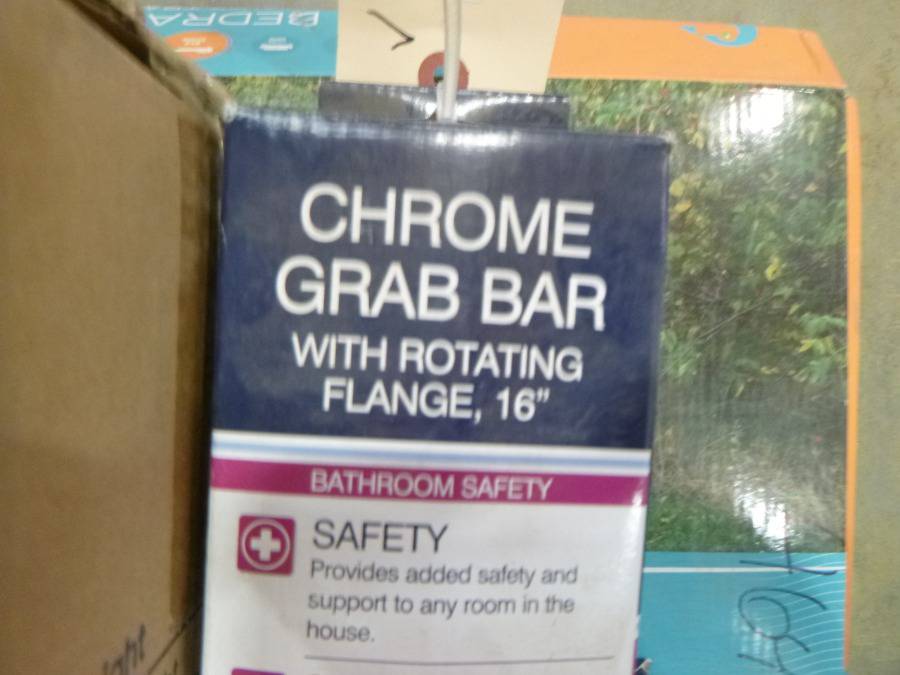 CHROME
GRAB BAR
WITH ROTATING
FLANGE, 16”
BATHROOM SAFETY
SAFETY
Provides added safety and
support to any room in the
house.